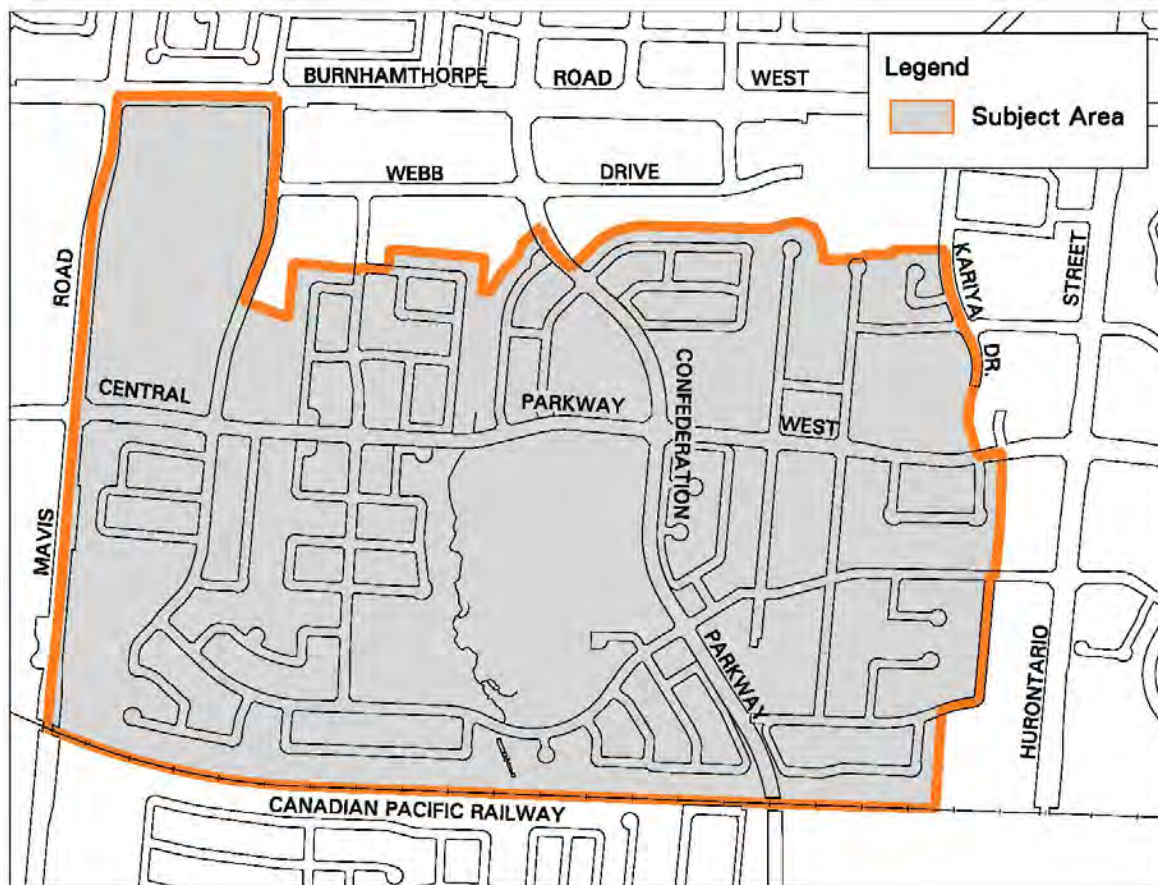 BURNHAMTHORPE ROAD WEST
Legend
Subject Area
WEBB DRIVE
ROAD
KARIYA DR.
STREET
CENTRAL PARKWAY WEST
CONFEDERATION PARKWAY
MAVIS
HURONTARIO
CANADIAN PACIFIC RAILWAY